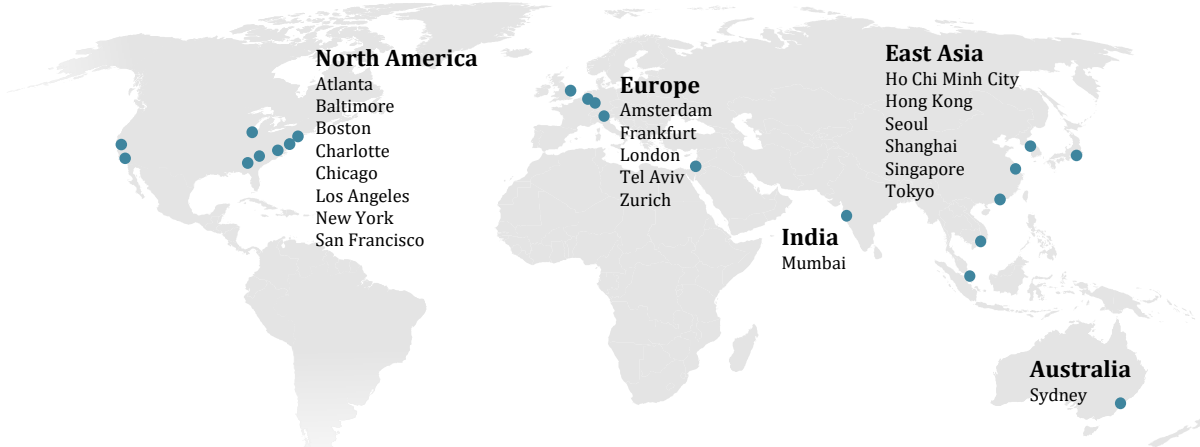 North America
Atlanta
Baltimore
Boston
Charlotte
Chicago
Los Angeles
New York
San Francisco
Europe
Amsterdam
Frankfurt
London
Tel Aviv
Zurich
India
Mumbai
East Asia
Ho Chi Minh City
Hong Kong
Seoul
Shanghai
Singapore
Tokyo
Australia
Sydney